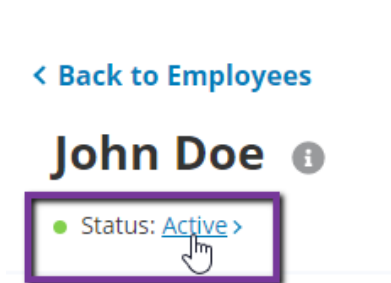 < Back to Employees
John Doe i
Status: Active >